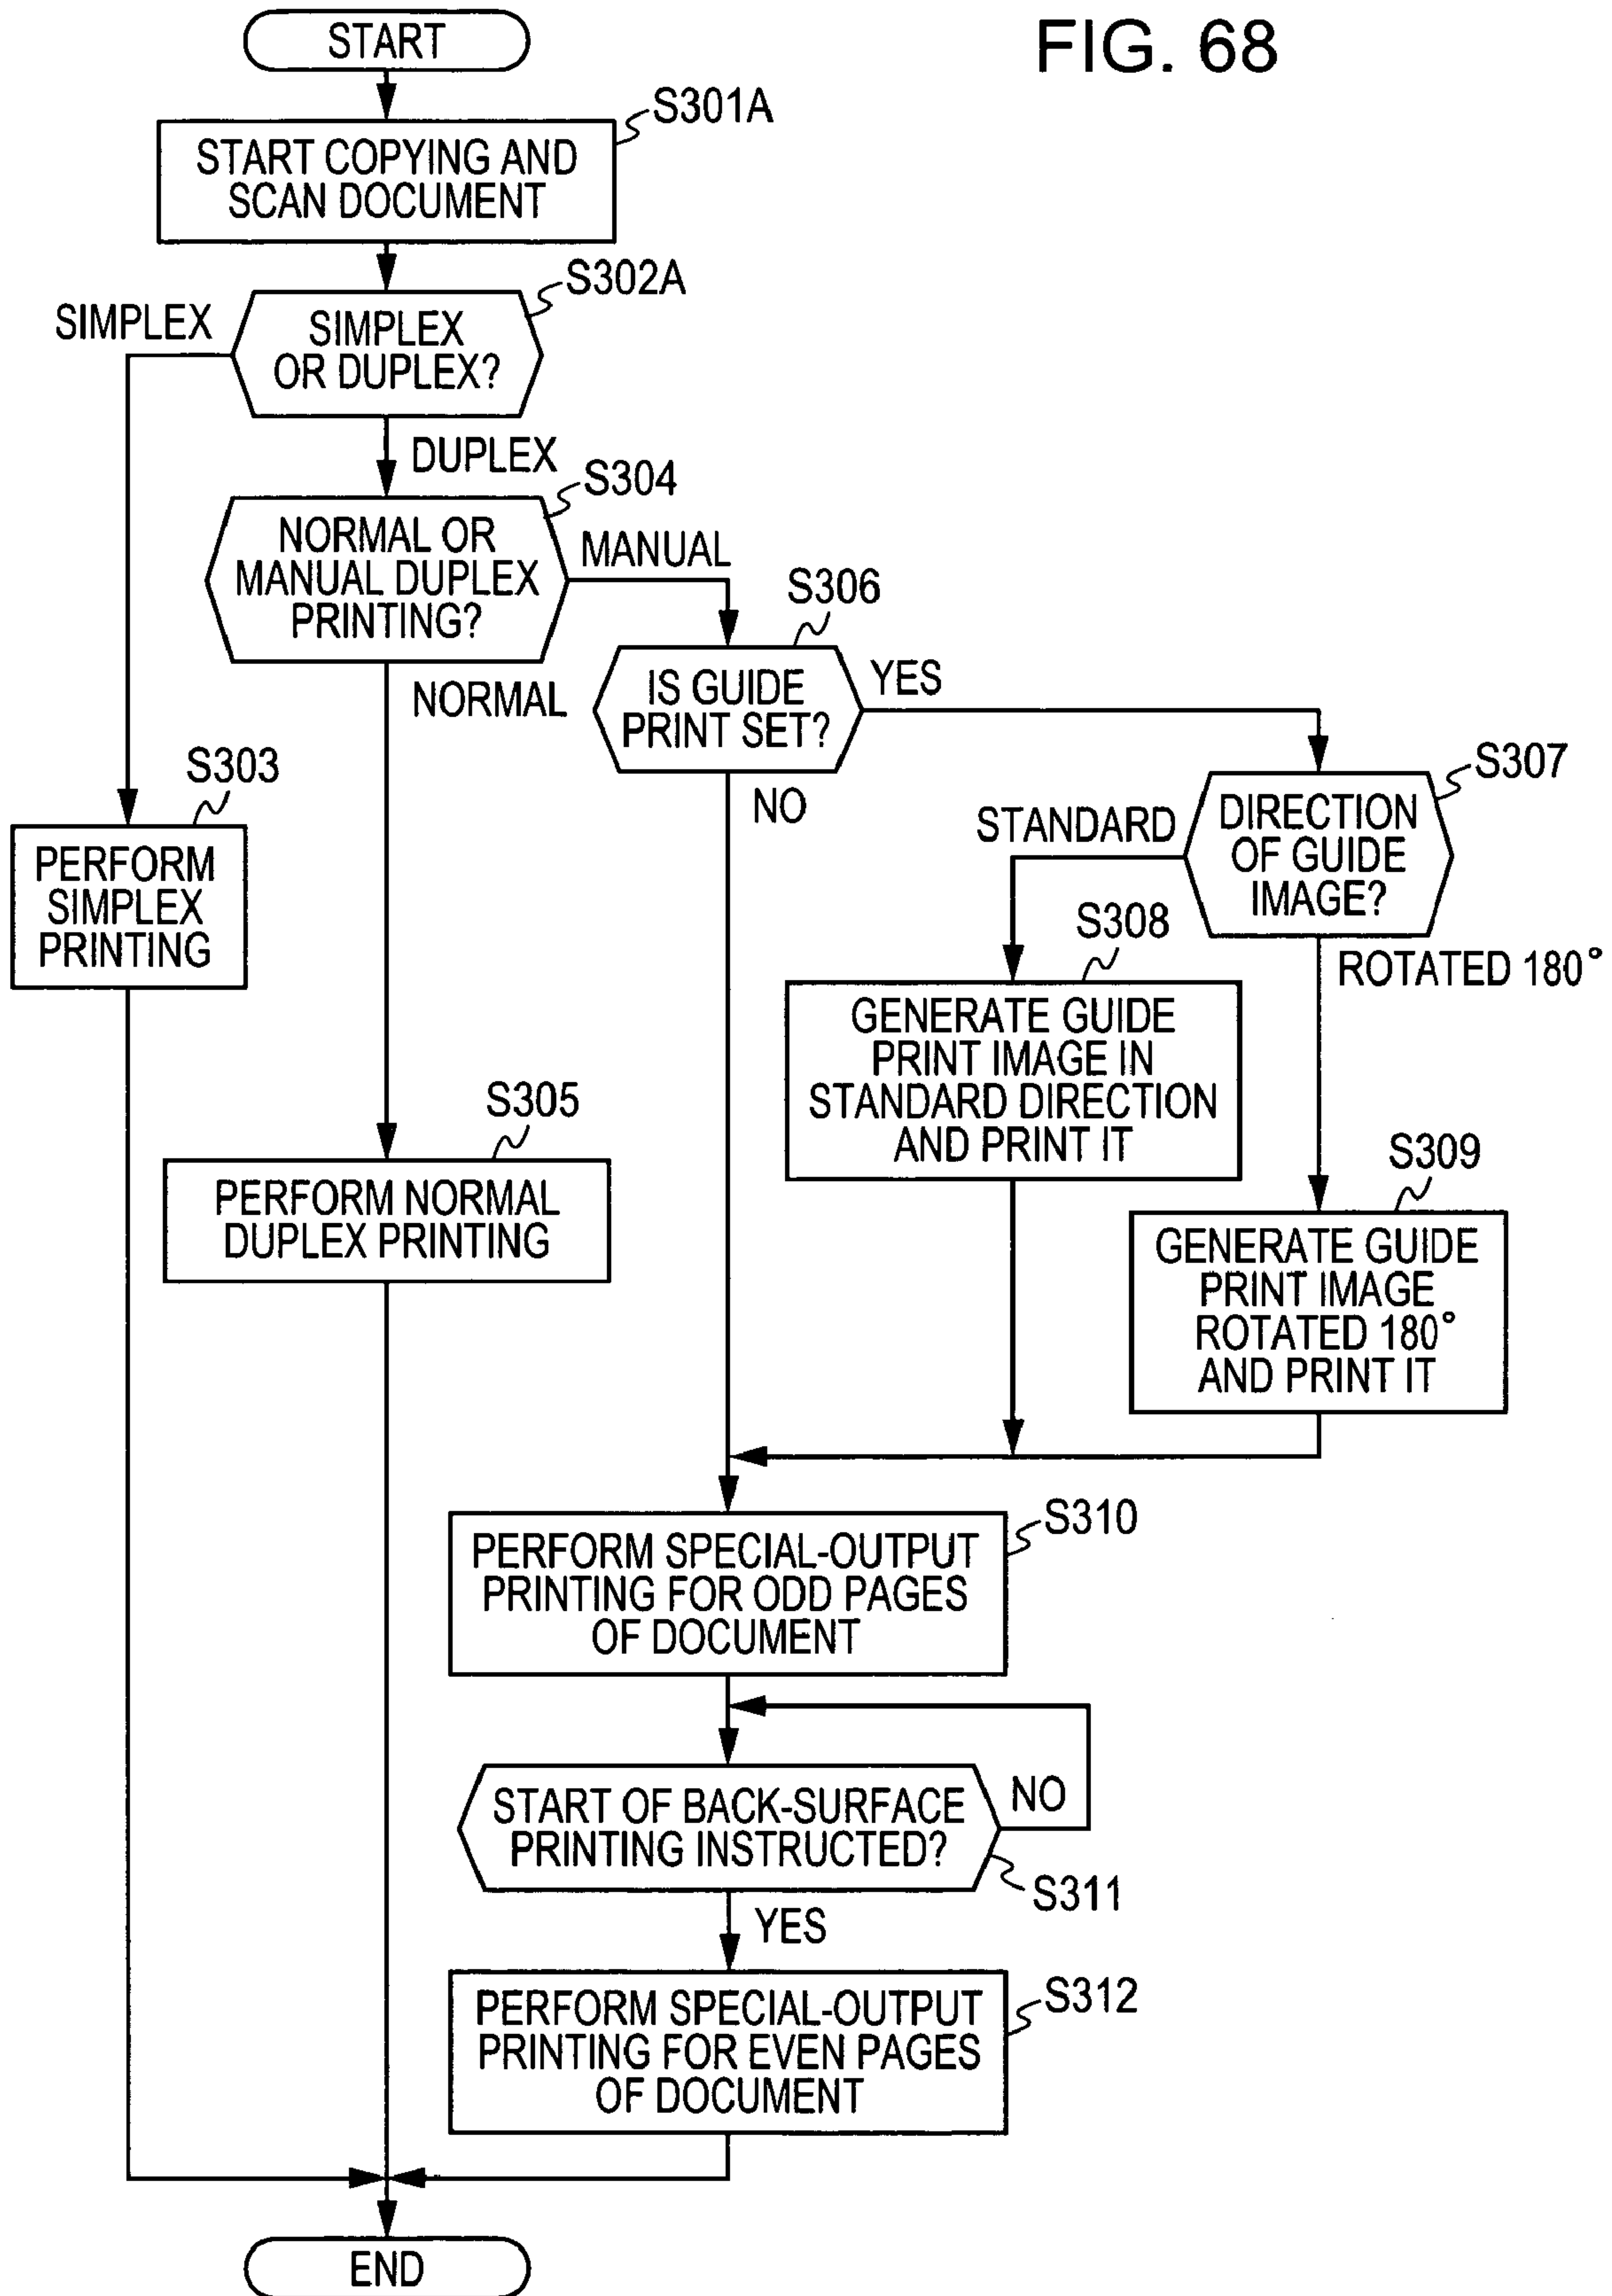 FIG. 68
START
S301A
START COPYING AND
SCAN DOCUMENT
S302A
SIMPLEX
SIMPLEX
OR DUPLEX?
DUPLEX
S304
NORMAL OR
MANUAL DUPLEX
PRINTING?
MANUAL
NORMAL
S306
IS GUIDE
PRINT SET?
YES
NO
S307
DIRECTION
OF GUIDE
IMAGE?
STANDARD
ROTATED 180°
S303
PERFORM
SIMPLEX
PRINTING
S308
GENERATE GUIDE
PRINT IMAGE IN
STANDARD DIRECTION
AND PRINT IT
S305
PERFORM NORMAL
DUPLEX PRINTING
S309
GENERATE GUIDE
PRINT IMAGE
ROTATED 180°
AND PRINT IT
S310
PERFORM SPECIAL-OUTPUT
PRINTING FOR ODD PAGES
OF DOCUMENT
START OF BACK-SURFACE
PRINTING INSTRUCTED?
NO
S311
YES
S312
PERFORM SPECIAL-OUTPUT
PRINTING FOR EVEN PAGES
OF DOCUMENT
END